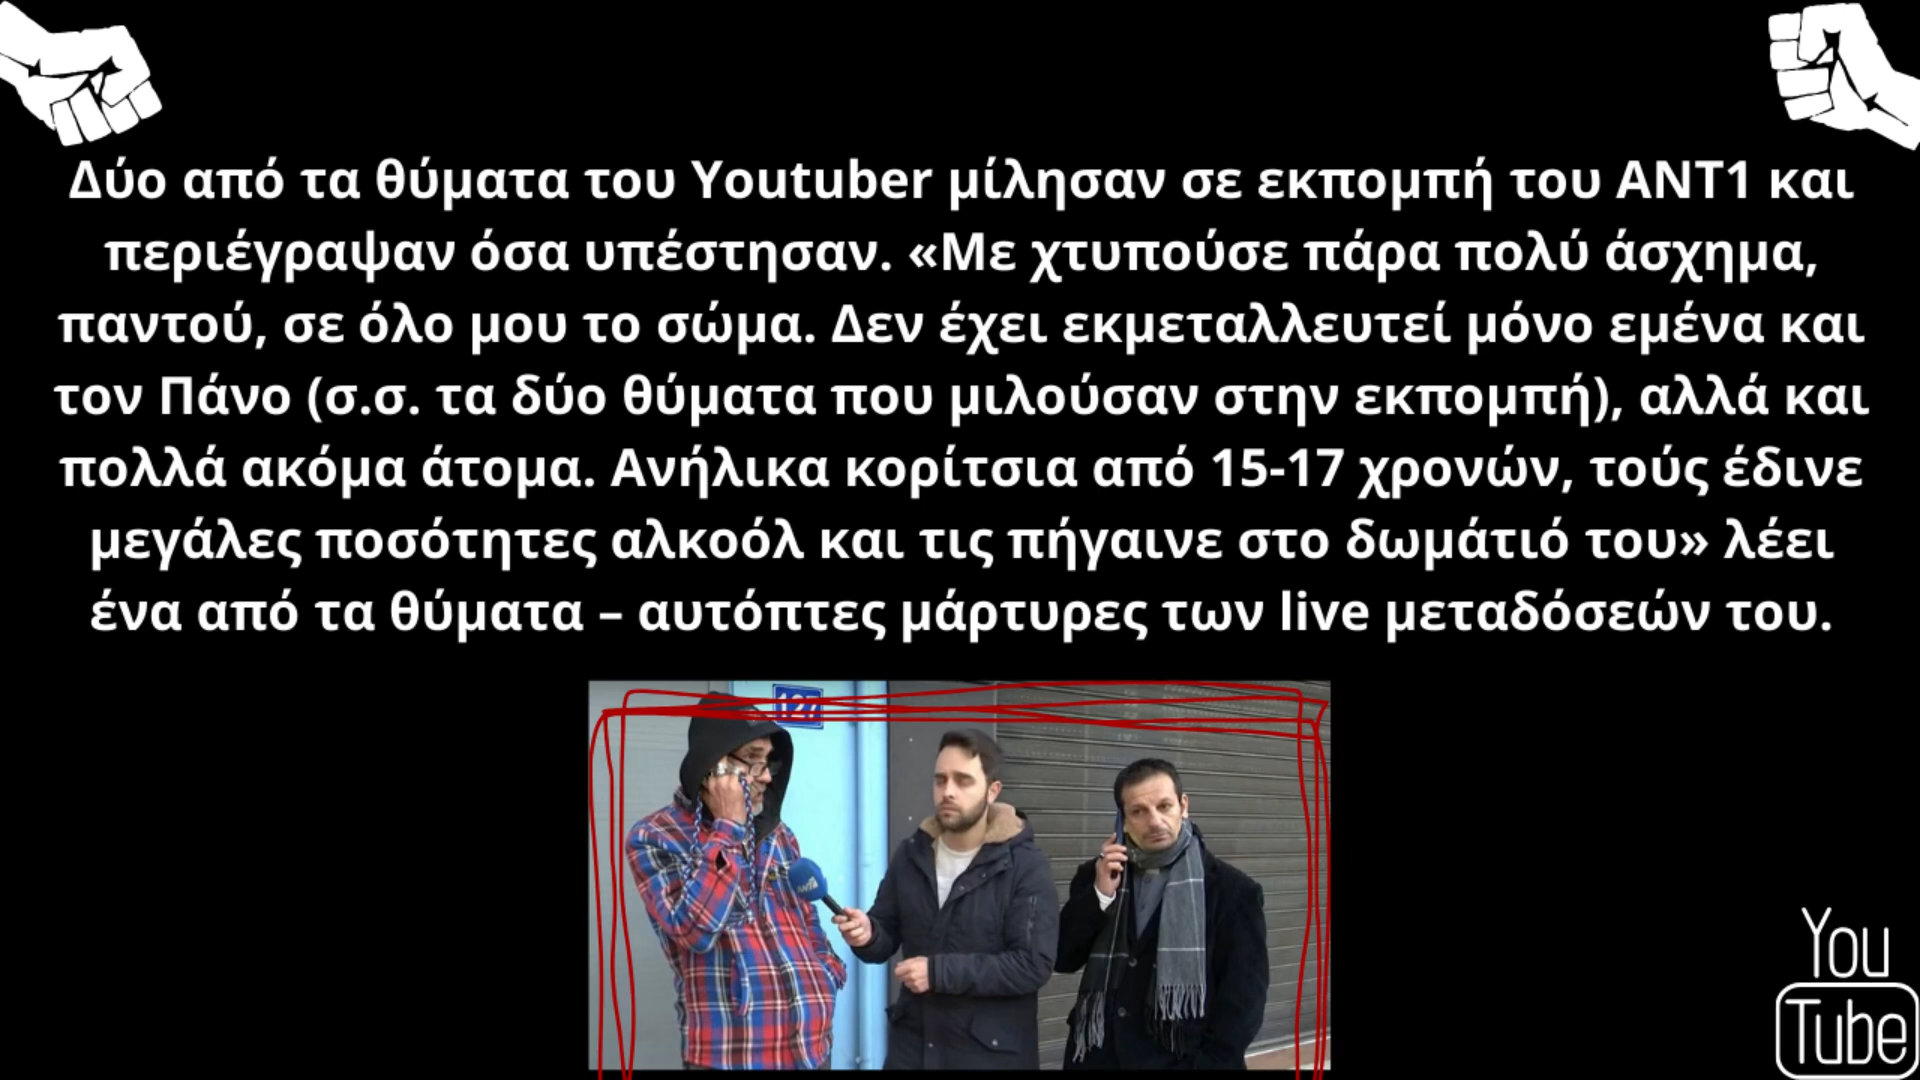 Δύο από τα θύματα του Youtuber μίλησαν σε εκπομπή του ΑΝΤ1 και
περιέγραψαν όσα υπέστησαν. «Με χτυπούσε πάρα πολύ άσχημα,
παντού, σε όλο μου το σώμα. Δεν έχει εκμεταλλευτεί μόνο εμένα και
τον Πάνο (σ.σ. τα δύο θύματα που μιλούσαν στην εκπομπή), αλλά και
πολλά ακόμα άτομα. Ανήλικα κορίτσια από 15-17 χρονών, τούς έδινε
μεγάλες ποσότητες αλκοόλ και τις πήγαινε στο δωμάτιό του» λέει
ένα από τα θύματα – αυτόπτες μάρτυρες των live μεταδόσεών του.
127
ΑΝΤ1
You
Tube